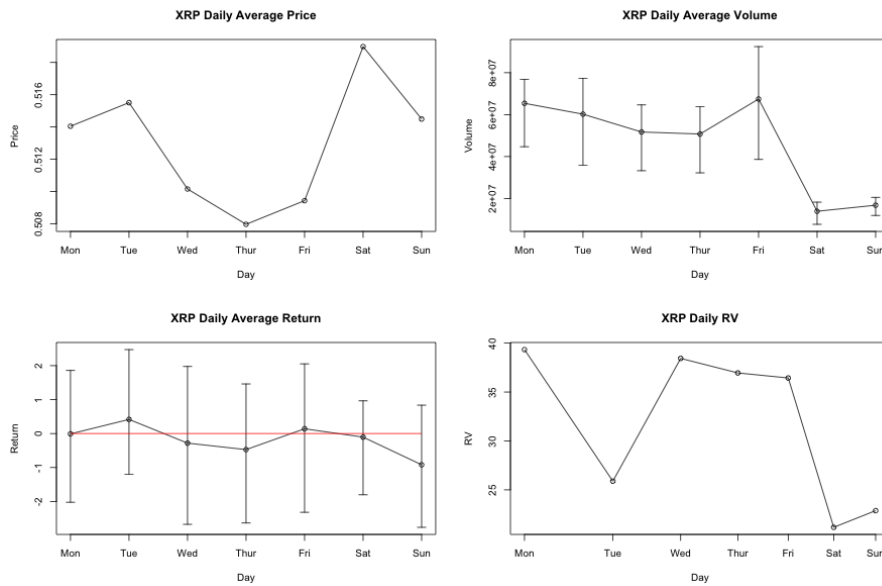 XRP Daily Average Price
Price
0.516
0.512
0.508
Mon Tue Wed Thur Fri Sat Sun
Day
XRP Daily Average Volume
Volume
8e+07
6e+07
4e+07
2e+07
Mon Tue Wed Thur Fri Sat Sun
Day
XRP Daily Average Return
Return
2
1
0
-1
-2
Mon Tue Wed Thur Fri Sat Sun
Day
XRP Daily RV
RV
40
35
30
25
Mon Tue Wed Thur Fri Sat Sun
Day